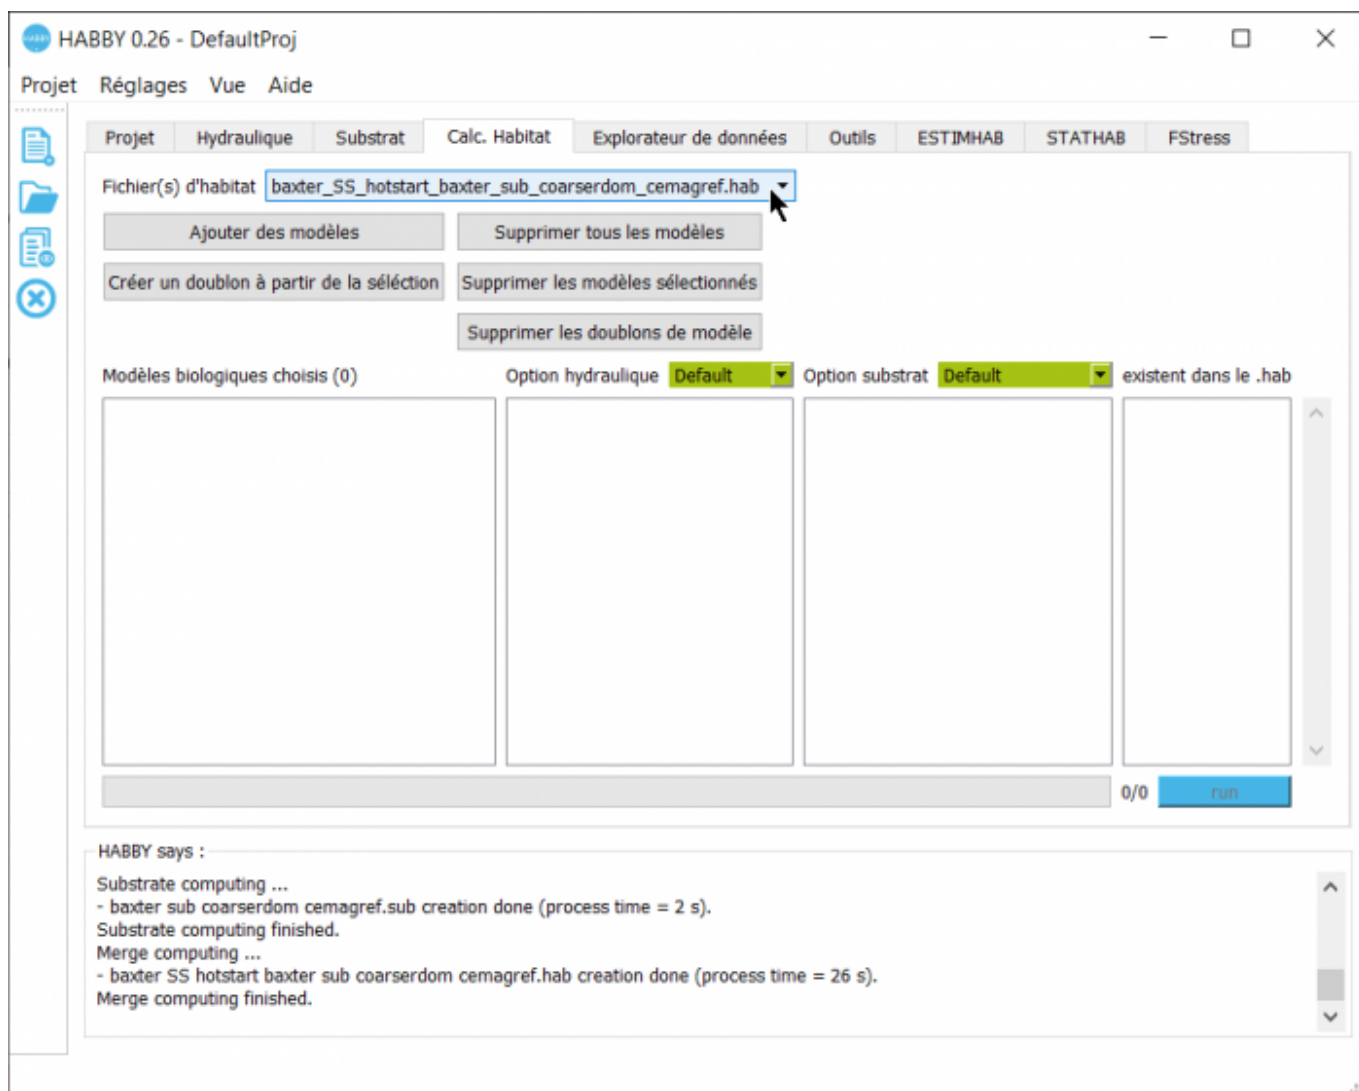 HABBY HABBY 0.26 - DefaultProj
Projet Réglages Vue Aide
Projet Hydraulique Substrat Calc. Habitat Explorateur de données Outils ESTIMHAB STATHAB FStress
Fichier(s) d'habitat baxter_SS_hotstart_baxter_sub_coarserdom_cemagref.hab
Ajouter des modèles Supprimer tous les modèles
Créer un doublon à partir de la séléction Supprimer les modèles sélectionnés
Supprimer les doublons de modèle
Modèles biologiques choisis (0) Option hydraulique Default Option substrat Default existent dans le .hab
0/0 run
HABBY says :
Substrate computing ...
- baxter sub coarserdom cemagref.sub creation done (process time = 2 s).
Substrate computing finished.
Merge computing ...
- baxter SS hotstart baxter sub coarserdom cemagref.hab creation done (process time = 26 s).
Merge computing finished.